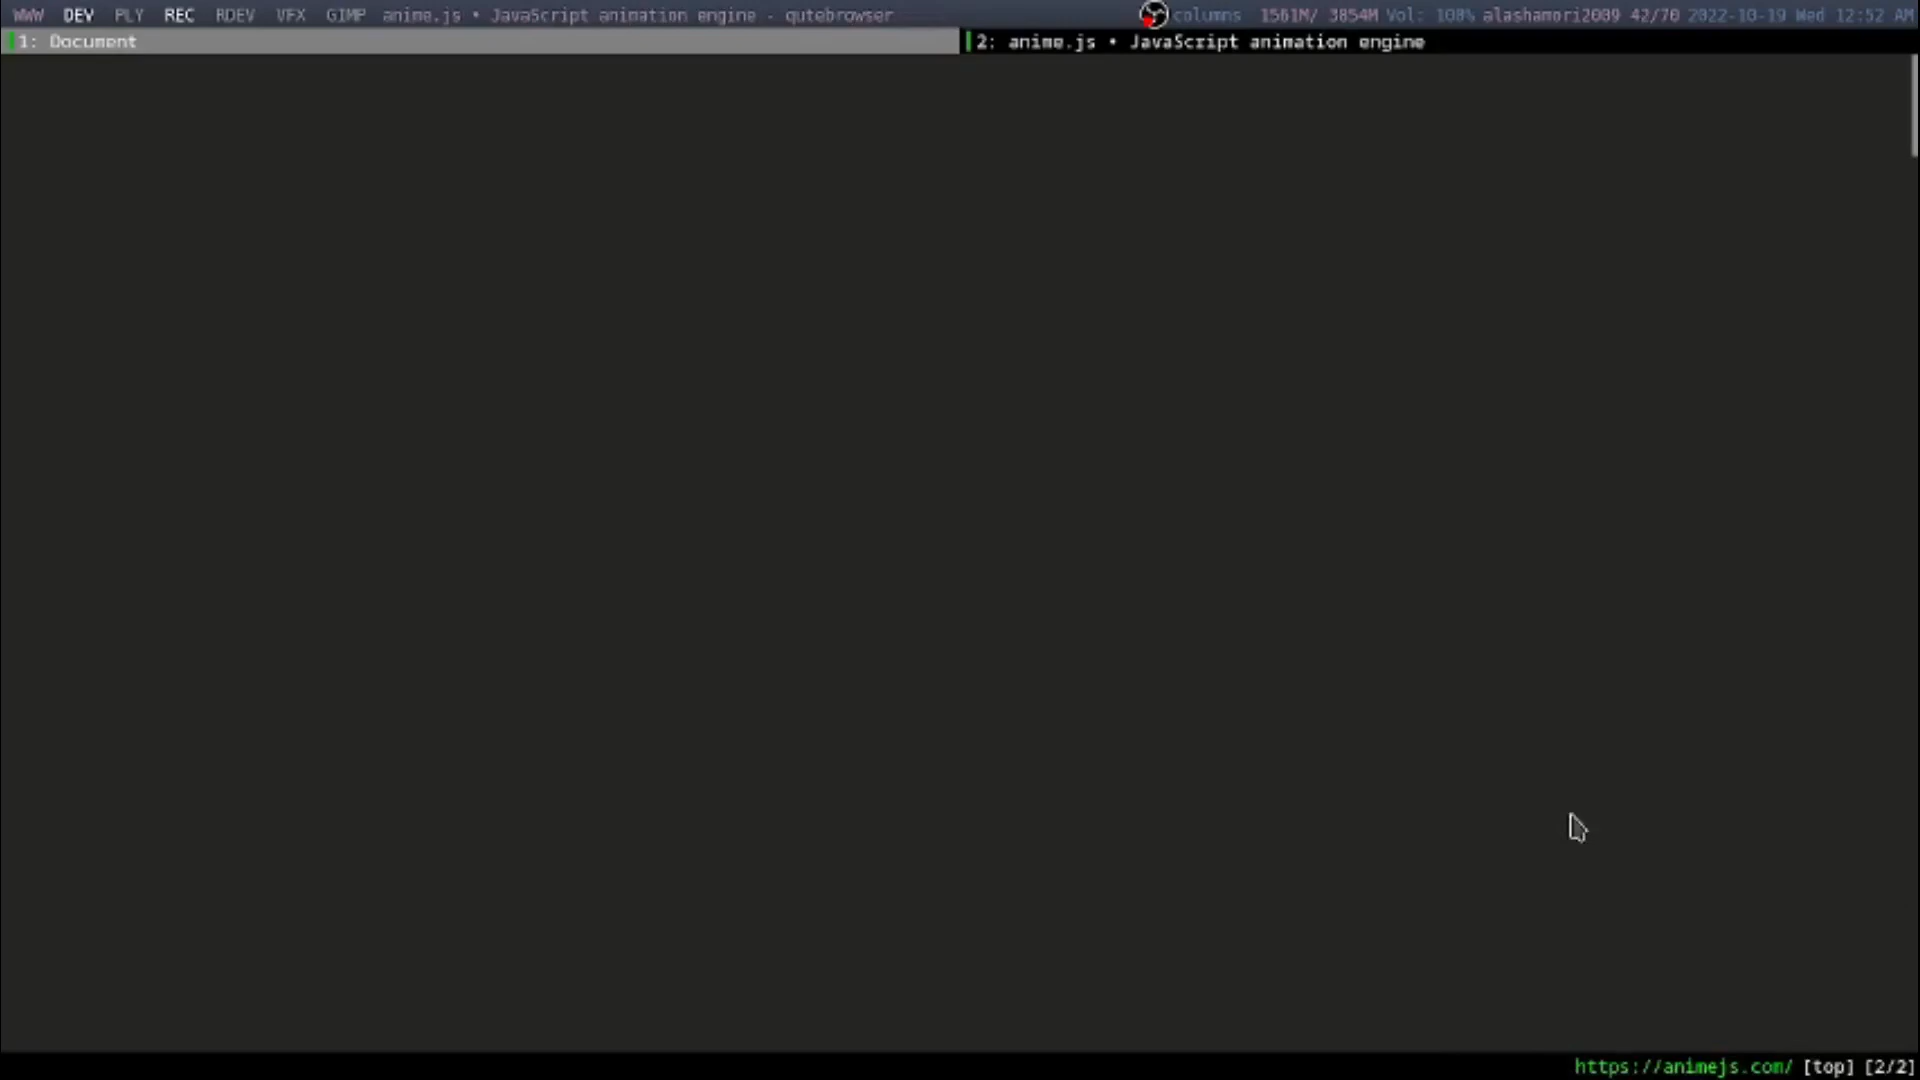 WWW DEV PLY REC RDEV VFX GIMP anime.js • JavaScript animation engine - qutebrowser columns 1561M/ 3854M Vol: 100% alashamori2009 42/70 2022-10-19 Wed 12:52 AM
1: Document 2: anime.js • JavaScript animation engine
https://animejs.com/ [top] [2/2]